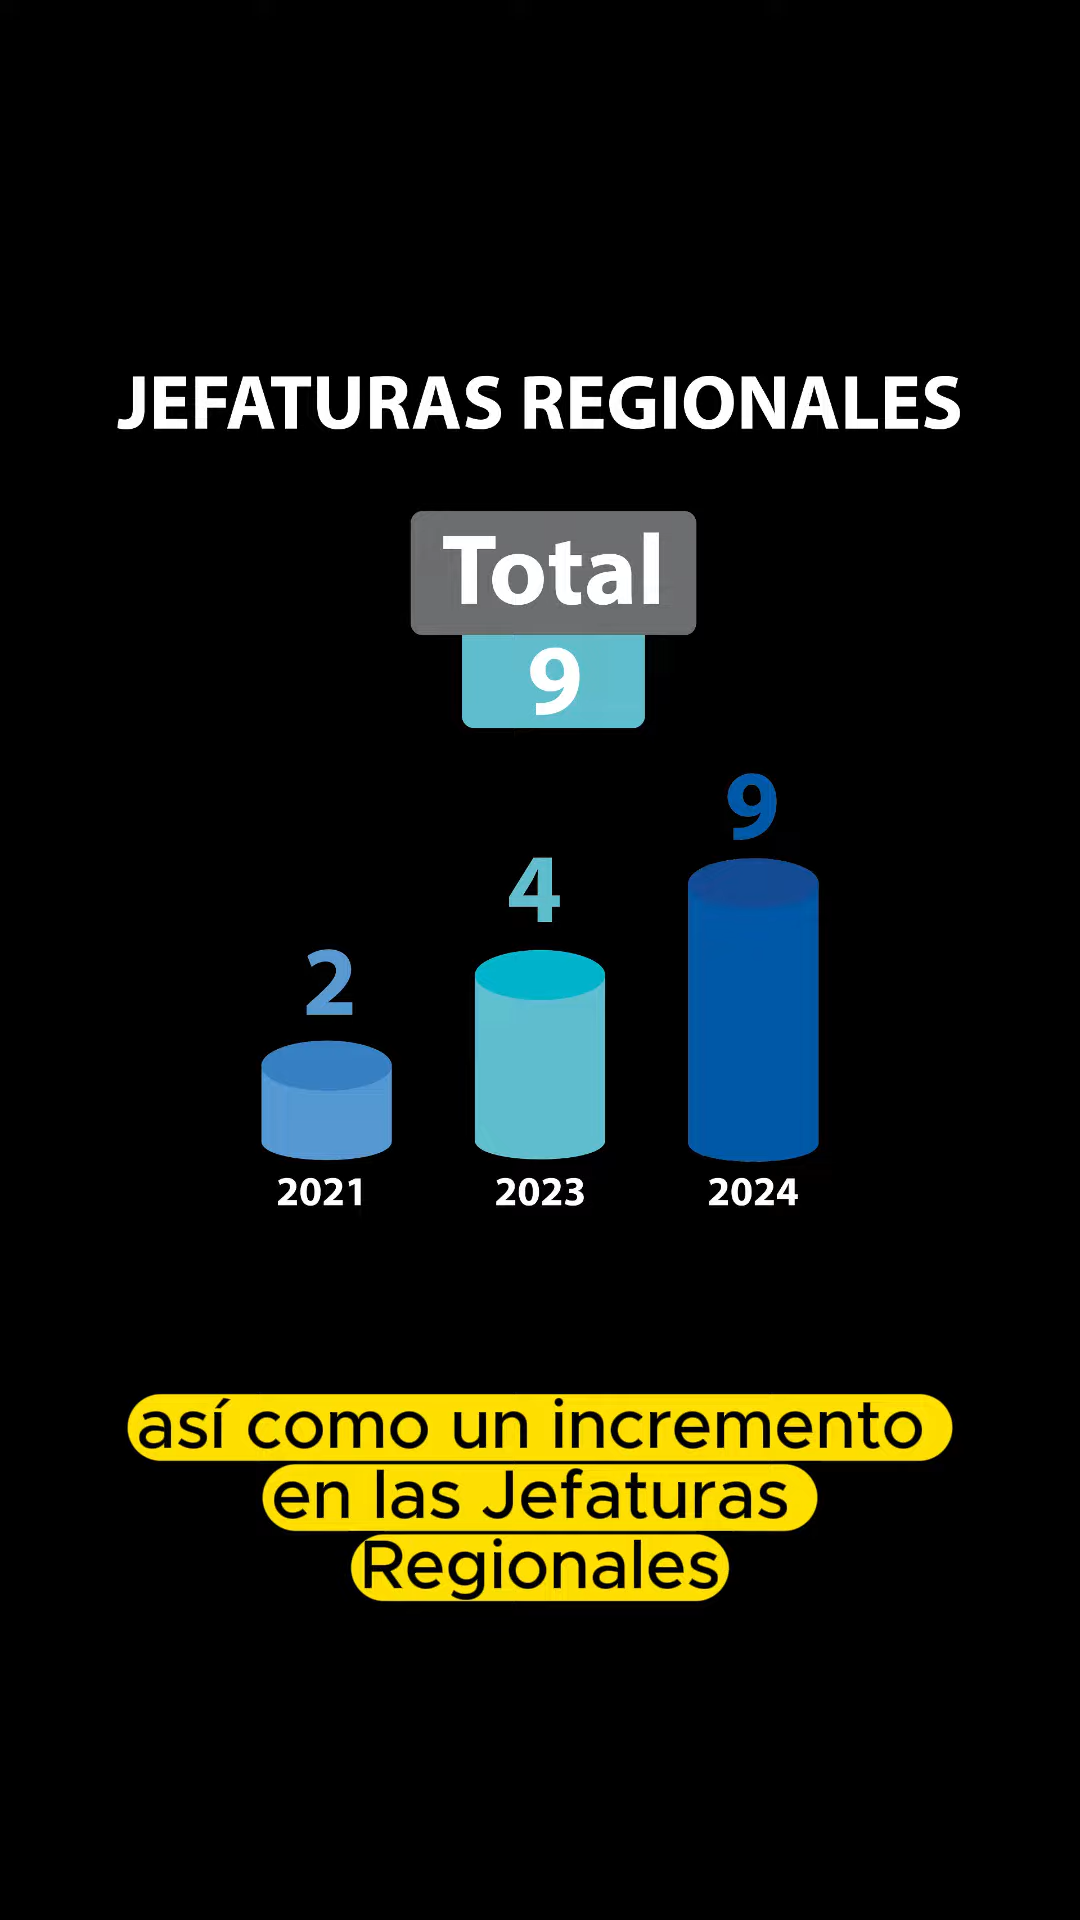 JEFATURAS REGIONALES
Total
9
9
4
2
2021 2023 2024
así como un incremento
en las Jefaturas
Regionales